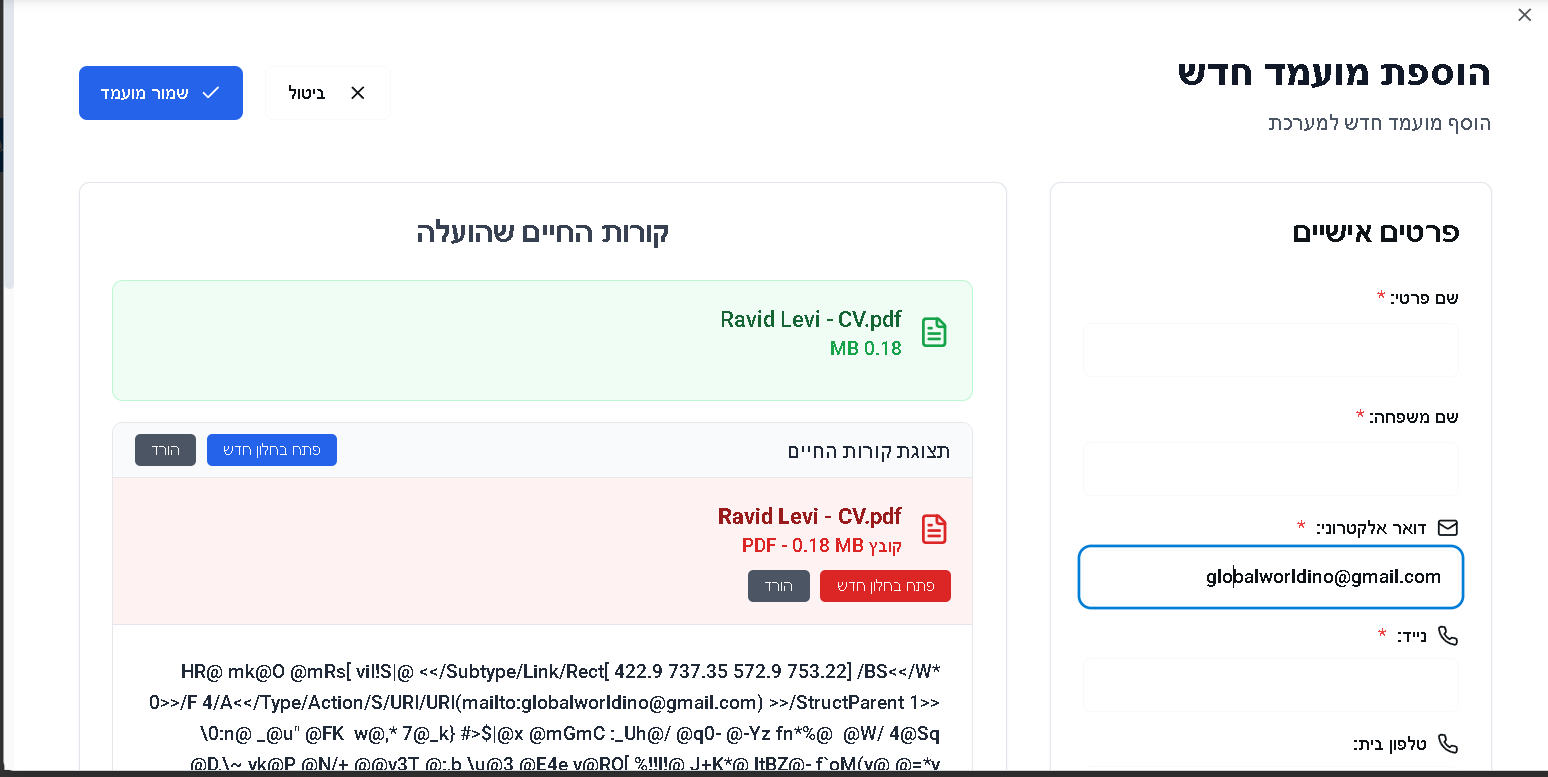 הוספת מועמד חדש
הוסף מועמד חדש למערכת
ביטול
שמור מועמד
פרטים אישיים
שם פרטי: *
שם משפחה: *
דואר אלקטרוני: *
globalworldino@gmail.com
נייד: *
טלפון בית:
קורות החיים שהועלה
Ravid Levi - CV.pdf
MB 0.18
תצוגת קורות החיים
פתח בחלון חדש
הורד
Ravid Levi - CV.pdf
קובץ PDF - 0.18 MB
פתח בחלון חדש
הורד
HR@ mk@O @mRs[ vil!S|@ <</Subtype/Link/Rect[ 422.9 737.35 572.9 753.22] /BS<</W*
0>>/F 4/A<</Type/Action/S/URI/URI(mailto:globalworldino@gmail.com) >>/StructParent 1>>
\0:n@ _@u" @FK w@,* 7@_k} #>$|@x @mGmC :_Uh@/ @q0- @-Yz fn*%@ @W/ 4@Sq